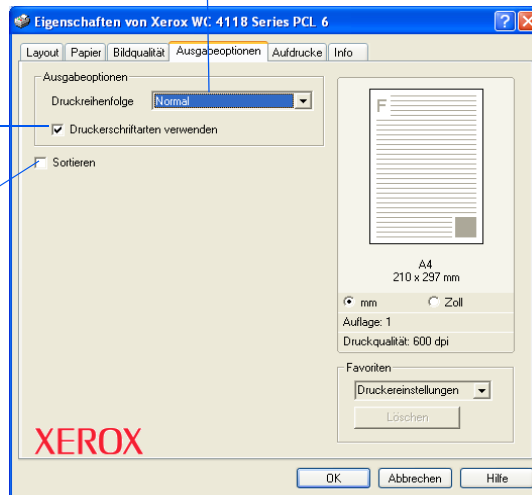 Eigenschaften von Xerox WC 4118 Series PCL 6
Layout Papier Bildqualität Ausgabeoptionen Aufdrucke Info
Ausgabeoptionen
Druckreihenfolge Normal
Druckerschriftarten verwenden
Sortieren
F
A4
210 x 297 mm
mm Zoll
Auflage: 1
Druckqualität: 600 dpi
Favoriten
Druckereinstellungen
Löschen
XEROX
OK Abbrechen Hilfe